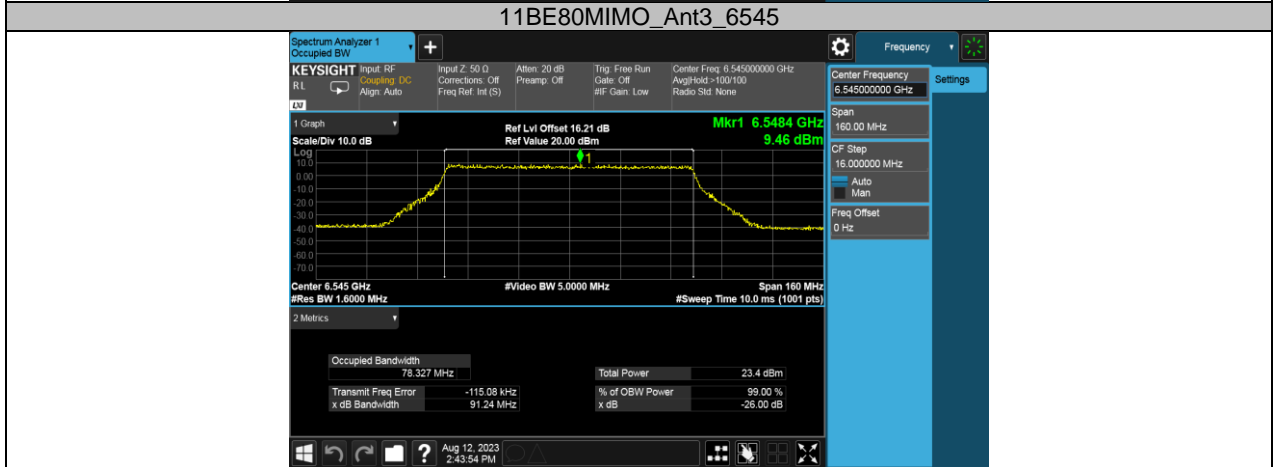 11BE80MIMO_Ant3_6545
Spectrum Analyzer 1
Occupied BW
+
Frequency
KEYSIGHT
RL
LXI
Input: RF
Coupling: DC
Align: Auto
Input Z: 50 Ω
Corrections: Off
Freq Ref: Int (S)
Atten: 20 dB
Preamp: Off
Trig: Free Run
Gate: Off
#IF Gain: Low
Center Freq: 6.545000000 GHz
Avg|Hold:>100/100
Radio Std: None
Center Frequency
6.545000000 GHz
Settings
Span
160.00 MHz
CF Step
16.000000 MHz
Auto
Man
Freq Offset
0 Hz
1 Graph
Scale/Div 10.0 dB
Ref Lvl Offset 16.21 dB
Ref Value 20.00 dBm
Mkr1 6.5484 GHz
9.46 dBm
Log
10.0
0.00
-10.0
-20.0
-30.0
-40.0
-50.0
-60.0
-70.0
1
Center 6.545 GHz
#Video BW 5.0000 MHz
Span 160 MHz
#Res BW 1.6000 MHz
#Sweep Time 10.0 ms (1001 pts)
2 Metrics
Occupied Bandwidth
78.327 MHz
Total Power 23.4 dBm
Transmit Freq Error -115.08 kHz
% of OBW Power 99.00 %
x dB Bandwidth 91.24 MHz
x dB -26.00 dB
?
Aug 12, 2023
2:43:54 PM